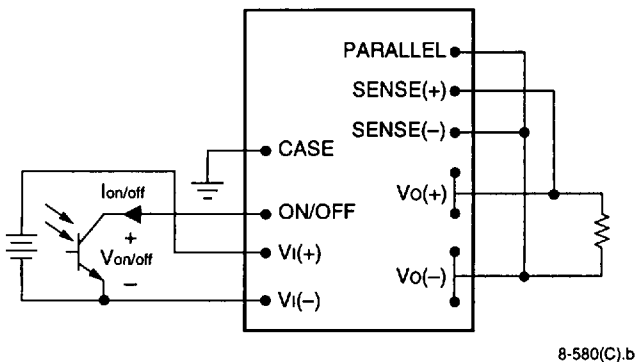 PARALLEL
SENSE(+)
SENSE(–)
CASE
Ion/off
ON/OFF
VO(+)
+
Von/off
–
VI(+)
VO(–)
VI(–)
8-580(C).b